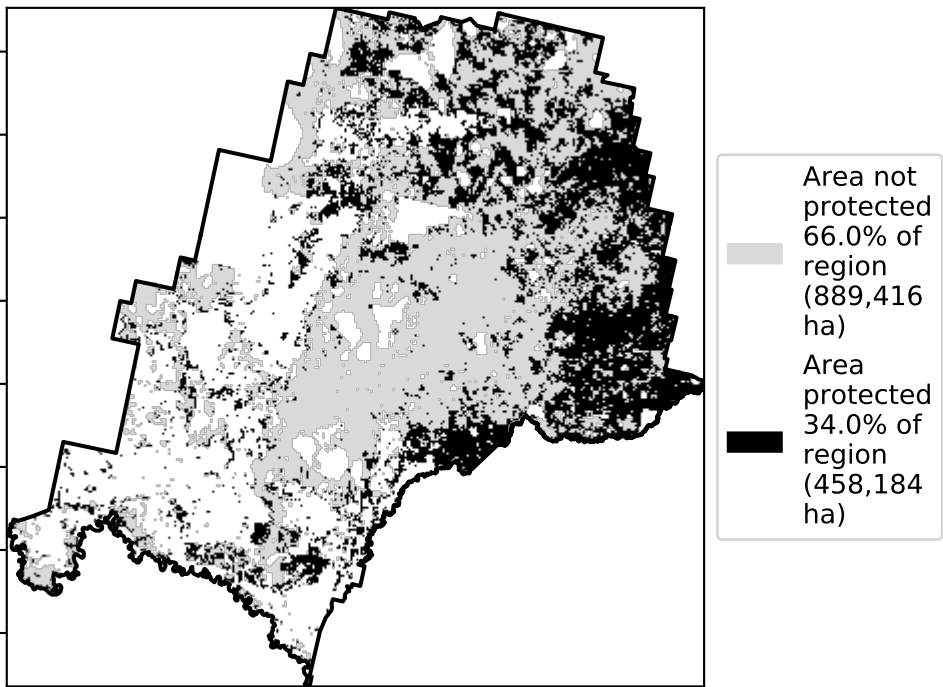 Area not
protected
66.0% of
region
(889,416
ha)
Area
protected
34.0% of
region
(458,184
ha)